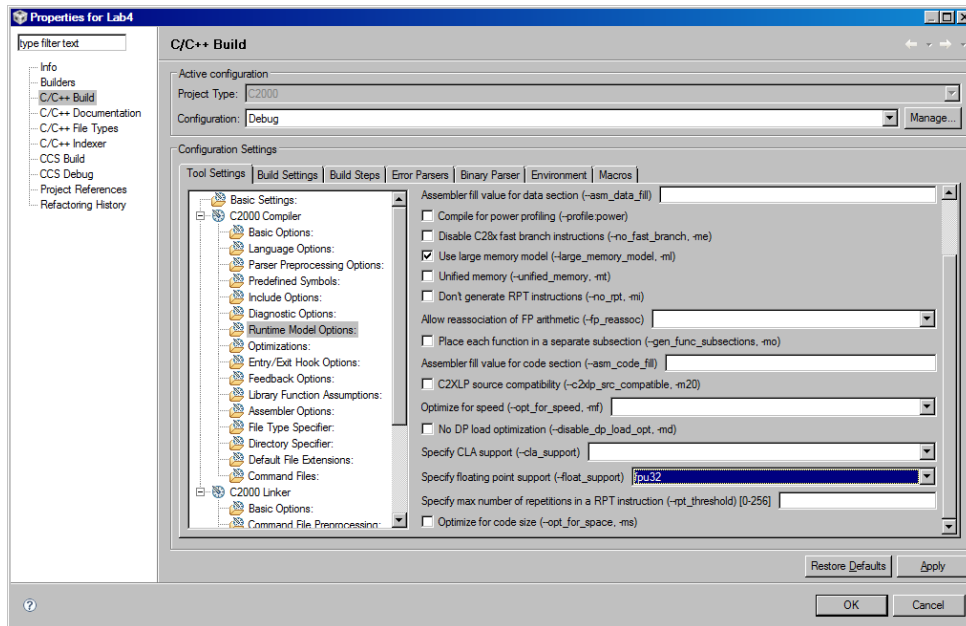 Properties for Lab4
type filter text
Info
Builders
C/C++ Build
C/C++ Documentation
C/C++ File Types
C/C++ Indexer
CCS Build
CCS Debug
Project References
Refactoring History
C/C++ Build
Active configuration
Project Type: C2000
Configuration: Debug
Manage...
Configuration Settings
Tool Settings Build Settings Build Steps Error Parsers Binary Parser Environment Macros
Basic Settings:
C2000 Compiler
Basic Options:
Language Options:
Parser Preprocessing Options:
Predefined Symbols:
Include Options:
Diagnostic Options:
Runtime Model Options:
Optimizations:
Entry/Exit Hook Options:
Feedback Options:
Library Function Assumptions:
Assembler Options:
File Type Specifier:
Directory Specifier:
Default File Extensions:
Command Files:
C2000 Linker
Basic Options:
Command File Preprocessing:
Assembler fill value for data section (--asm_data_fill)
Compile for power profiling (--profile:power)
Disable C28x fast branch instructions (--no_fast_branch, -me)
Use large memory model (--large_memory_model, -ml)
Unified memory (--unified_memory, -mt)
Don't generate RPT instructions (--no_rpt, -mi)
Allow reassociation of FP arithmetic (--fp_reassoc)
Place each function in a separate subsection (--gen_func_subsections, -mo)
Assembler fill value for code section (--asm_code_fill)
C2XLP source compatibility (--c2xlp_src_compatible, -m20)
Optimize for speed (--opt_for_speed, -mf)
No DP load optimization (--disable_dp_load_opt, -md)
Specify CLA support (--cla_support)
Specify floating point support (--float_support) fpu32
Specify max number of repetitions in a RPT instruction (--rpt_threshold) [0-256]
Optimize for code size (--opt_for_space, -ms)
Restore Defaults Apply
? OK Cancel